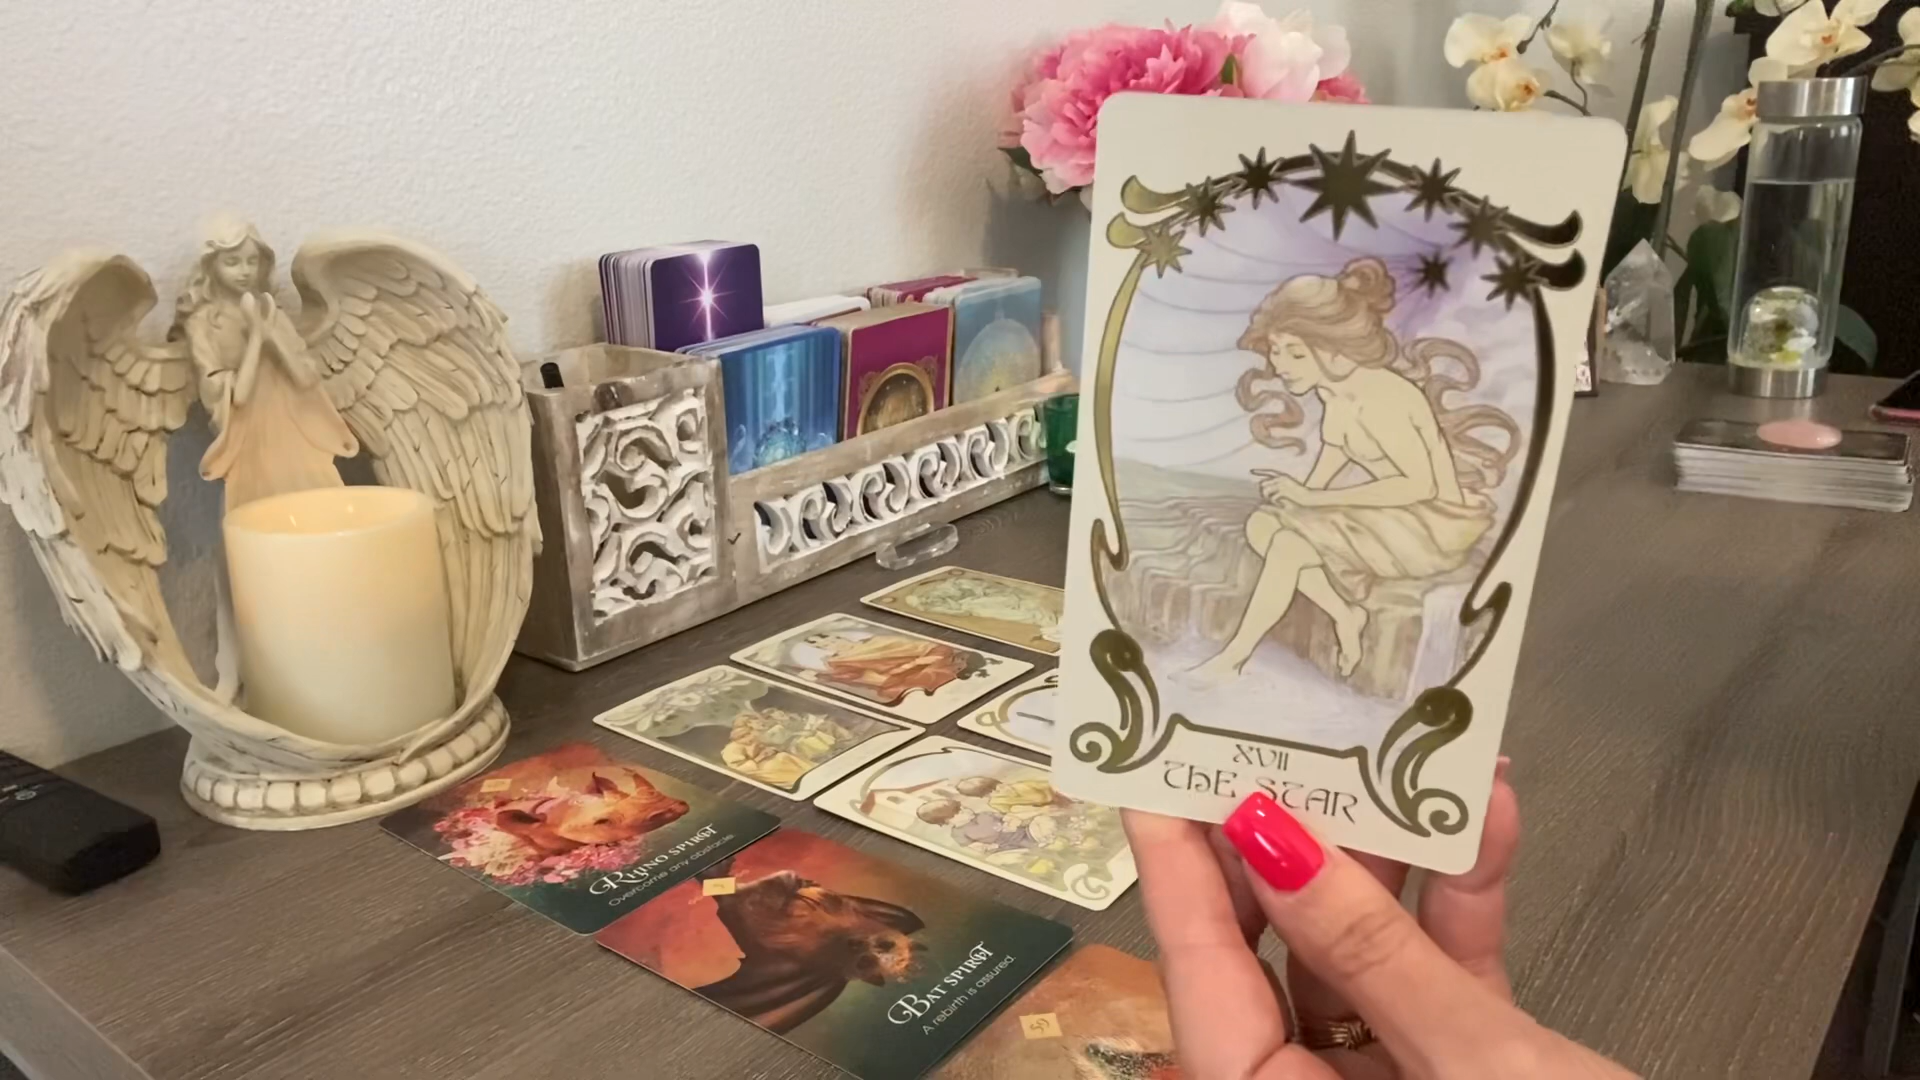 XVII
THE STAR
RHINO SPIRIT
Overcome any obstacle.
BAT SPIRIT
A rebirth is assured.